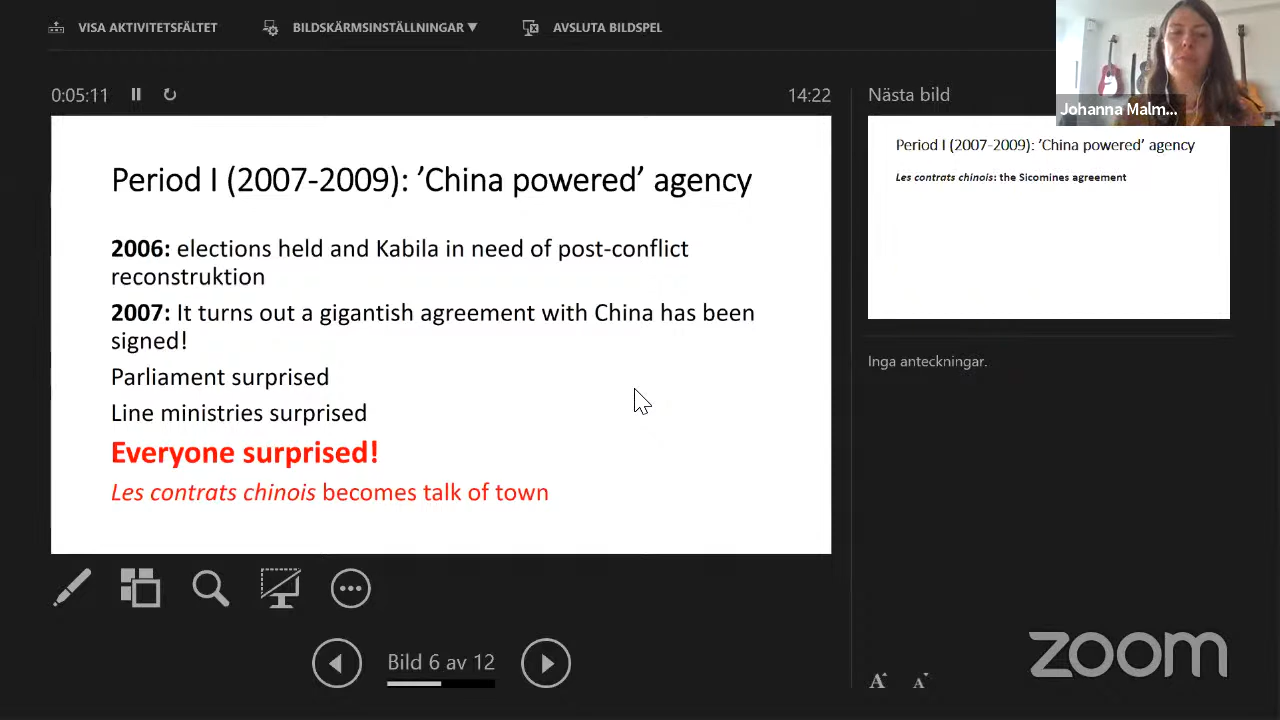 VISA AKTIVITETSFÄLTET
BILDSKÄRMSINSTÄLLNINGAR ▼
AVSLUTA BILDSPEL
0:05:11
14:22
Nästa bild
Johanna Malm...
Period I (2007-2009): ’China powered’ agency
2006: elections held and Kabila in need of post-conflict
reconstruktion
2007: It turns out a gigantish agreement with China has been
signed!
Parliament surprised
Line ministries surprised
Everyone surprised!
Les contrats chinois becomes talk of town
Period I (2007-2009): ’China powered’ agency
Les contrats chinois: the Sicomines agreement
Inga anteckningar.
Bild 6 av 12
A A
zoom